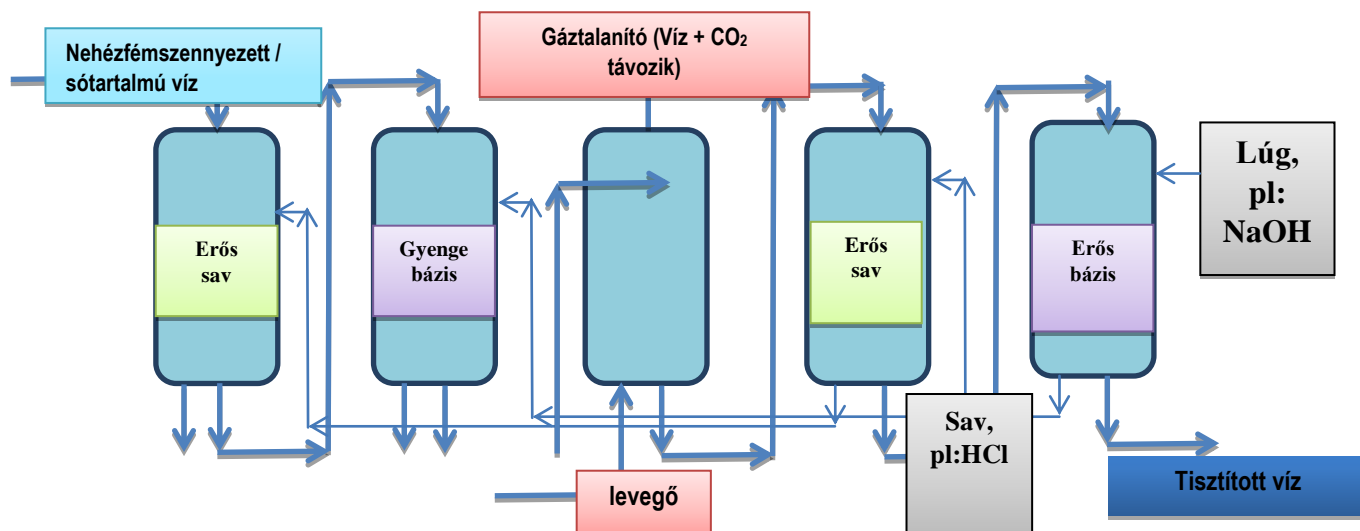 Nehézfémszennyezett /
sótartalmú víz
Gáztalanító (Víz + CO₂
távozik)
Erős
sav
Gyenge
bázis
Erős
sav
Erős
bázis
Lúg,
pl:
NaOH
Sav,
pl:HCl
levegő
Tisztított víz